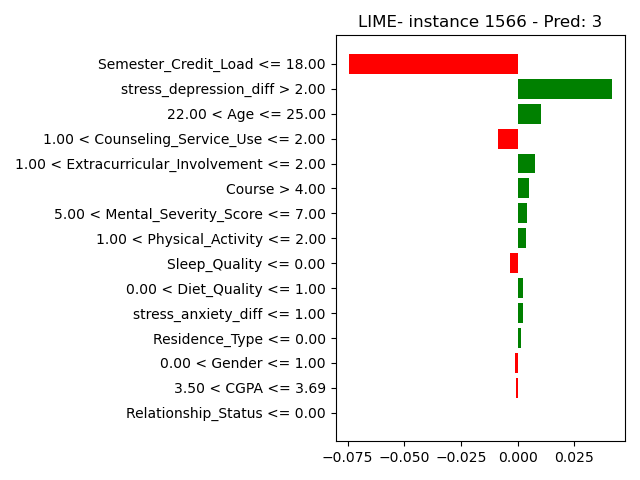 LIME- instance 1566 - Pred: 3
Semester_Credit_Load <= 18.00
stress_depression_diff > 2.00
22.00 < Age <= 25.00
1.00 < Counseling_Service_Use <= 2.00
1.00 < Extracurricular_Involvement <= 2.00
Course > 4.00
5.00 < Mental_Severity_Score <= 7.00
1.00 < Physical_Activity <= 2.00
Sleep_Quality <= 0.00
0.00 < Diet_Quality <= 1.00
stress_anxiety_diff <= 1.00
Residence_Type <= 0.00
0.00 < Gender <= 1.00
3.50 < CGPA <= 3.69
Relationship_Status <= 0.00
−0.075 −0.050 −0.025 0.000 0.025